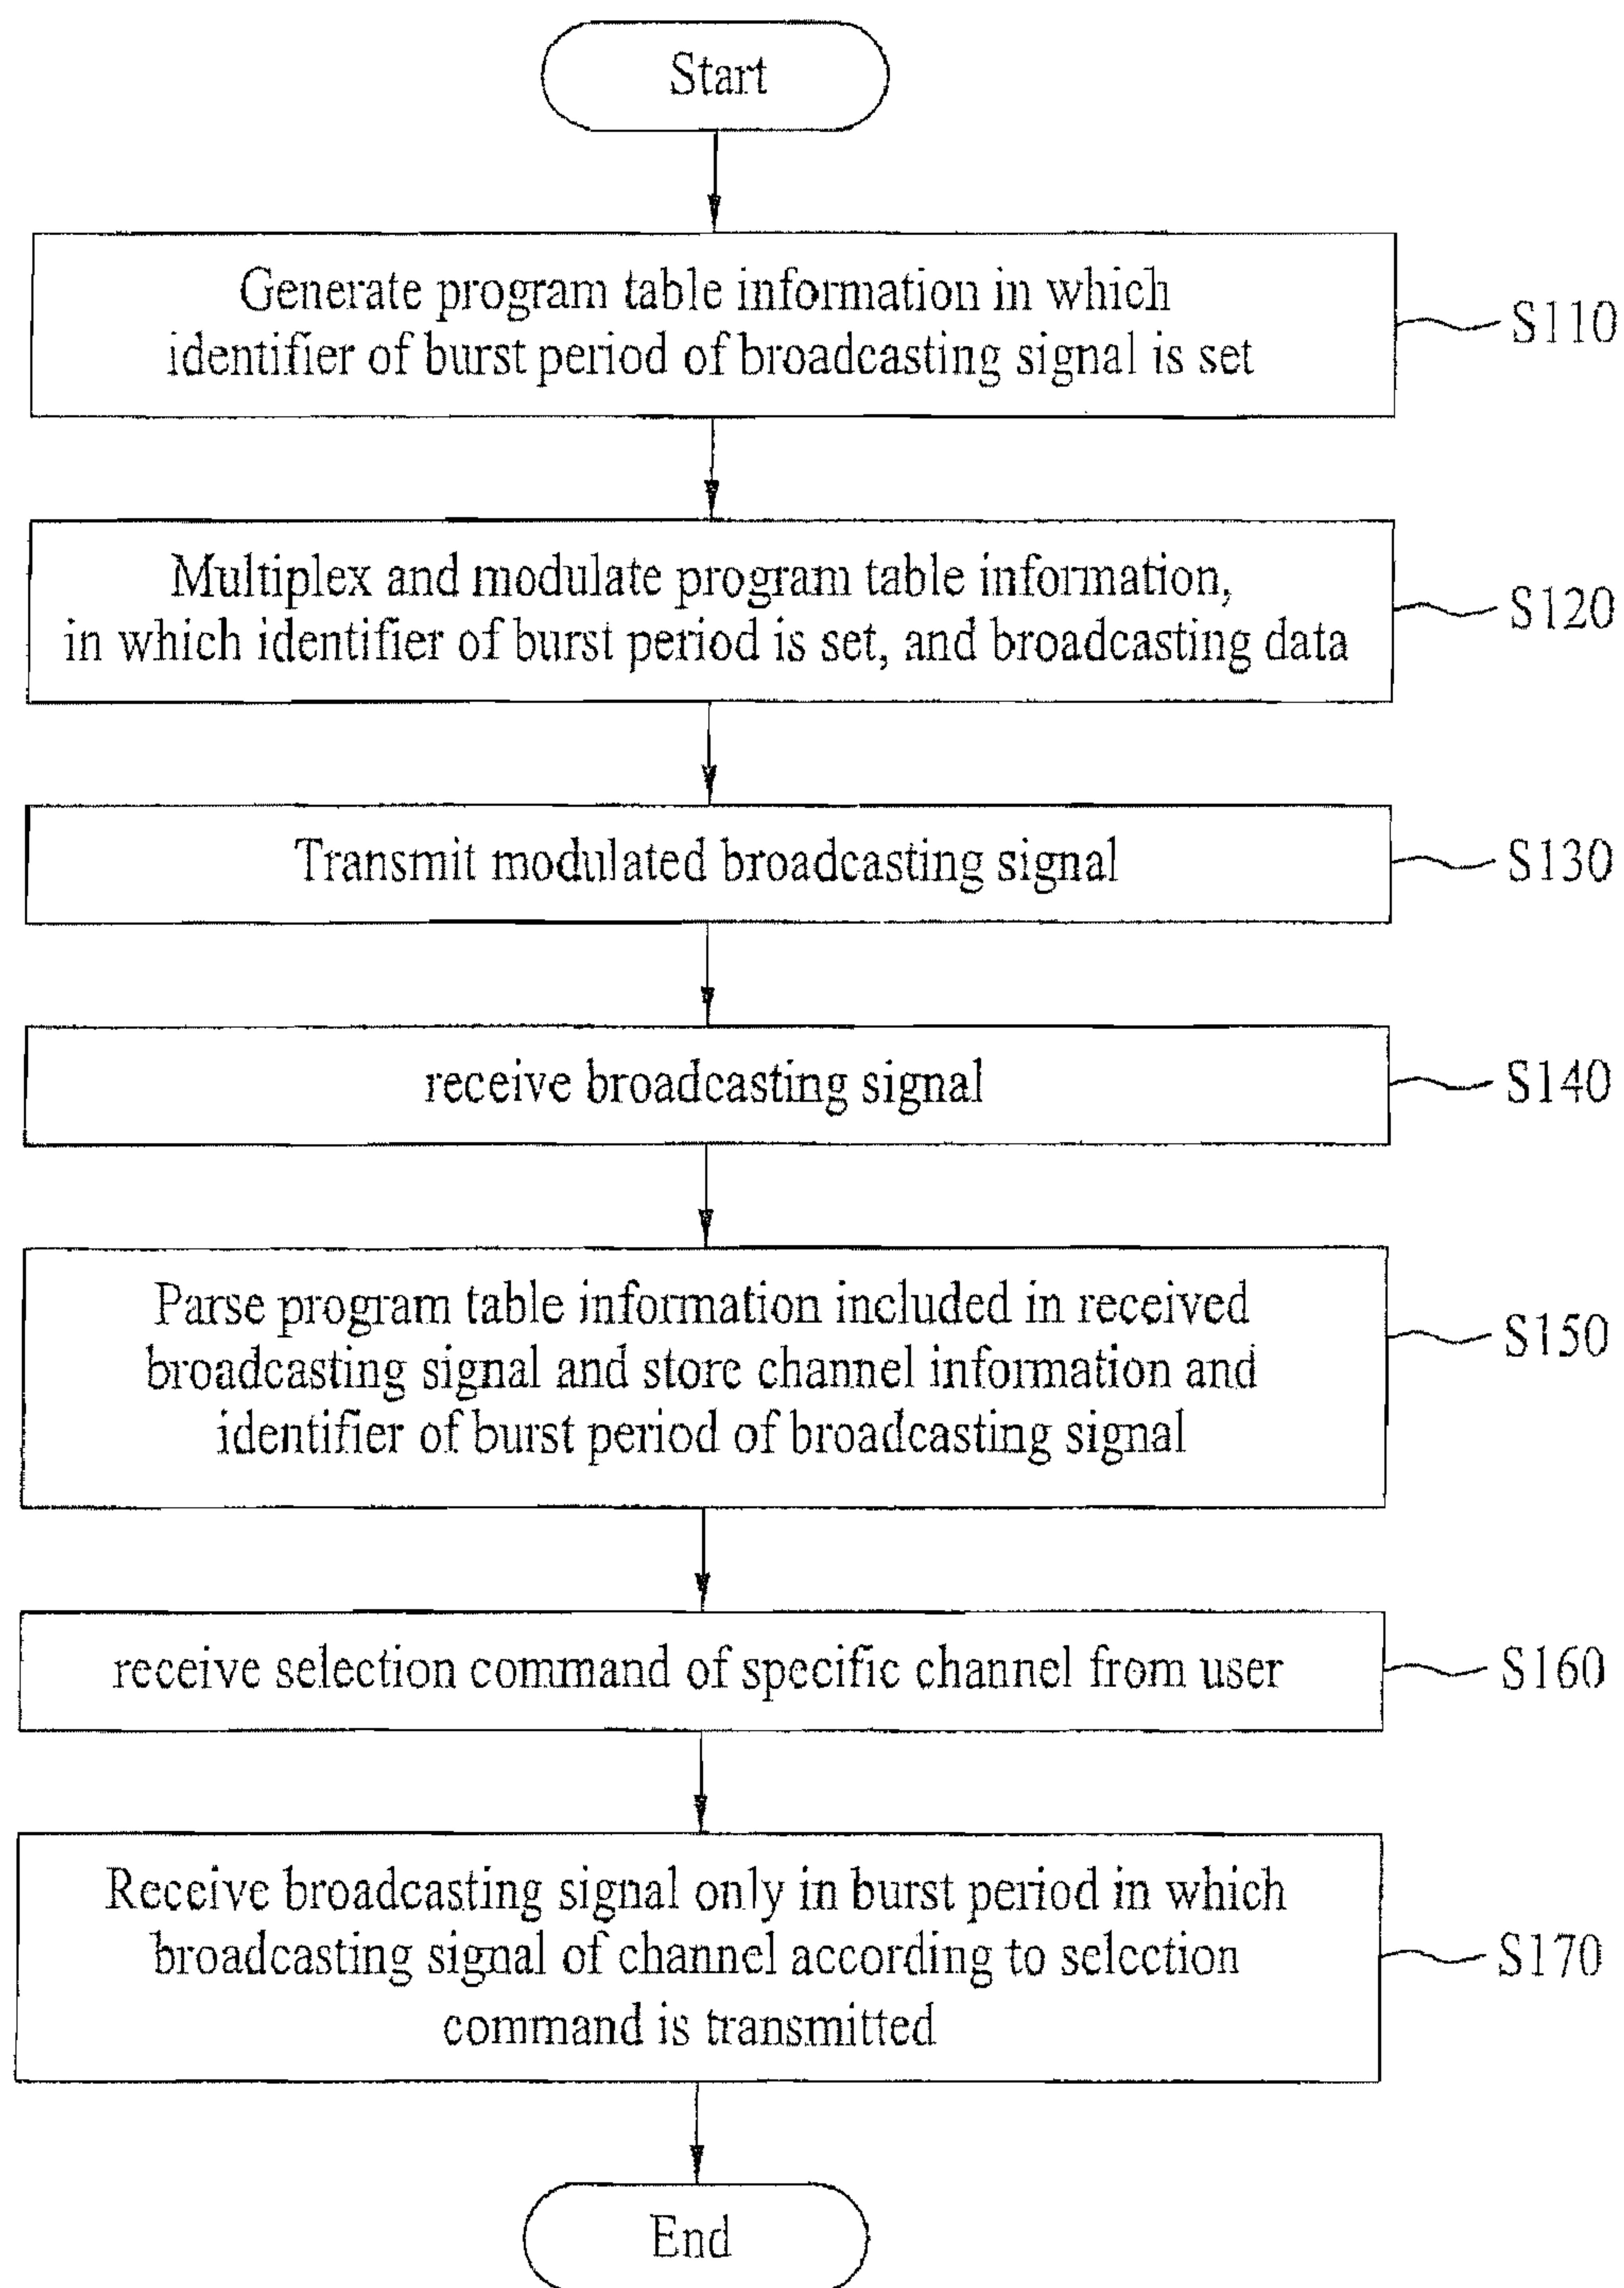 Start
Generate program table information in which
identifier of burst period of broadcasting signal is set
S110
Multiplex and modulate program table information,
in which identifier of burst period is set, and broadcasting data
S120
Transmit modulated broadcasting signal
S130
receive broadcasting signal
S140
Parse program table information included in received
broadcasting signal and store channel information and
identifier of burst period of broadcasting signal
S150
receive selection command of specific channel from user
S160
Receive broadcasting signal only in burst period in which
broadcasting signal of channel according to selection
command is transmitted
S170
End